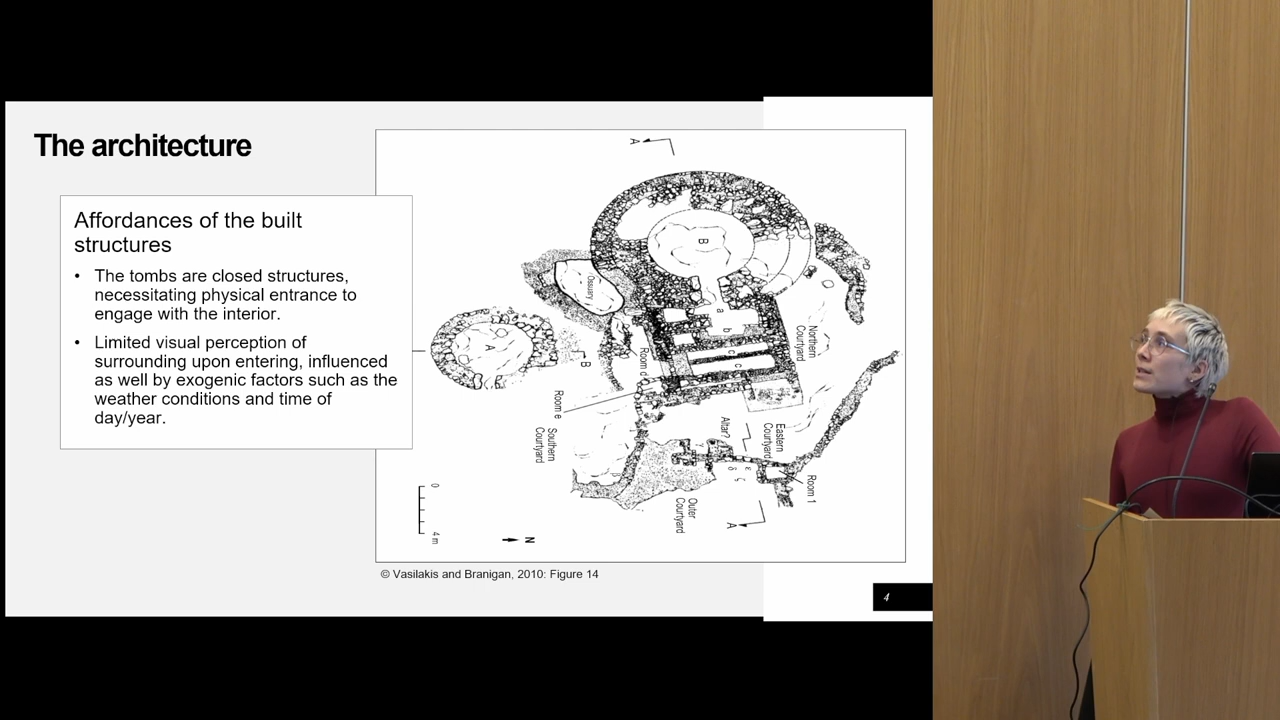 The architecture
Affordances of the built
structures
• The tombs are closed structures,
necessitating physical entrance to
engage with the interior.
• Limited visual perception of
surrounding upon entering, influenced
as well by exogenic factors such as the
weather conditions and time of
day/year.
A
B
Ossuary
a
b
c
Northern
Courtyard
A
B
Room d
c
Room e
Southern
Courtyard
Altar?
Eastern
Courtyard
Room 1
ε
δ
ζ
Outer
Courtyard
A
0
4 m
N
© Vasilakis and Branigan, 2010: Figure 14
4